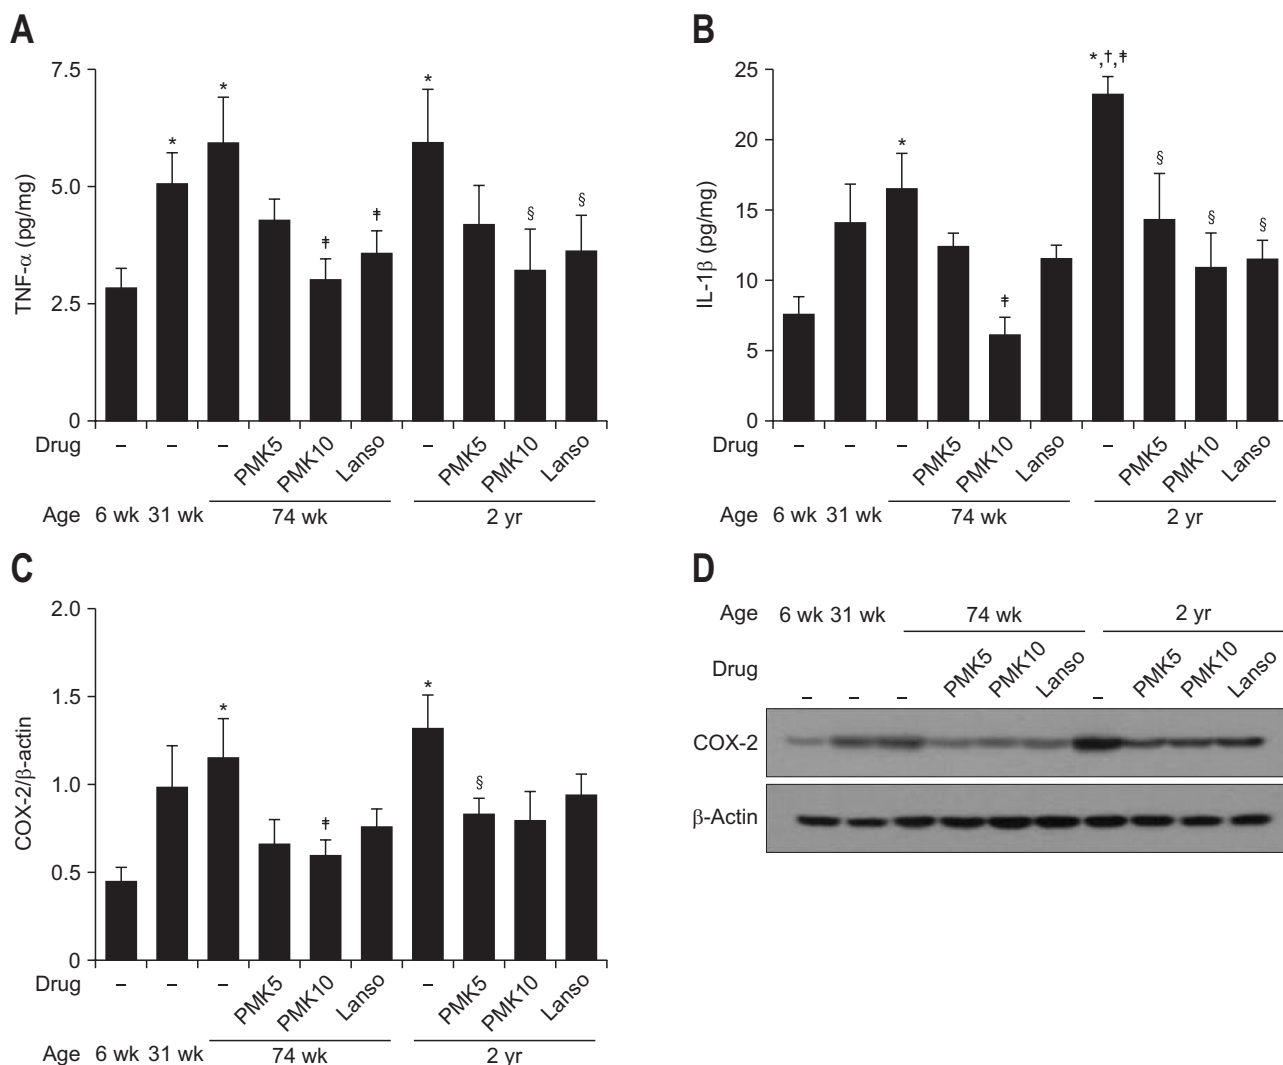 A
TNF-α (pg/mg)
7.5
5.0
2.5
0
* * * ‡ ‡ § §
Drug – – – PMK5 PMK10 Lanso – PMK5 PMK10 Lanso
Age 6 wk 31 wk 74 wk 2 yr
B
IL-1β (pg/mg)
25
20
15
10
5
0
* ‡ *,†,‡ § § §
Drug – – – PMK5 PMK10 Lanso – PMK5 PMK10 Lanso
Age 6 wk 31 wk 74 wk 2 yr
C
COX-2/β-actin
2.0
1.5
1.0
0.5
0
* ‡ * §
Drug – – – PMK5 PMK10 Lanso – PMK5 PMK10 Lanso
Age 6 wk 31 wk 74 wk 2 yr
D
Age 6 wk 31 wk 74 wk 2 yr
Drug – – – PMK5 PMK10 Lanso – PMK5 PMK10 Lanso
COX-2
β-Actin